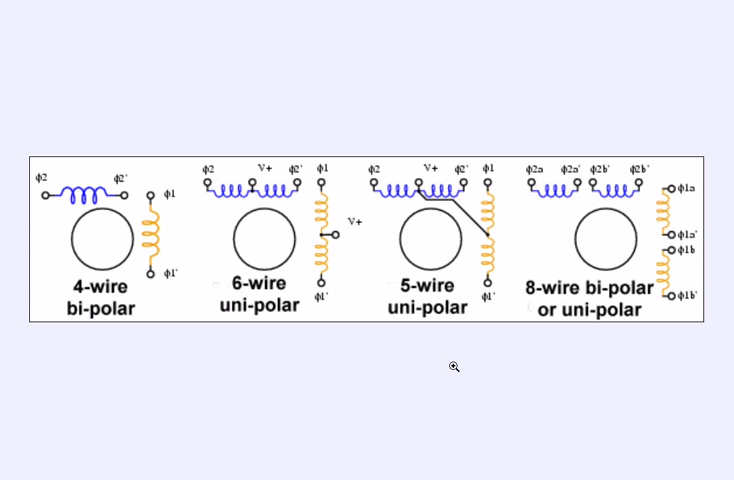 ϕ2 ϕ2'
ϕ1
ϕ1'
4-wire
bi-polar
ϕ2 V+ ϕ2' ϕ1
V+
ϕ1'
6-wire
uni-polar
ϕ2 V+ ϕ2' ϕ1
ϕ1'
5-wire
uni-polar
ϕ2a ϕ2a' ϕ2b' ϕ2b'
ϕ1a
ϕ1a'
ϕ1b
ϕ1b'
8-wire bi-polar
or uni-polar